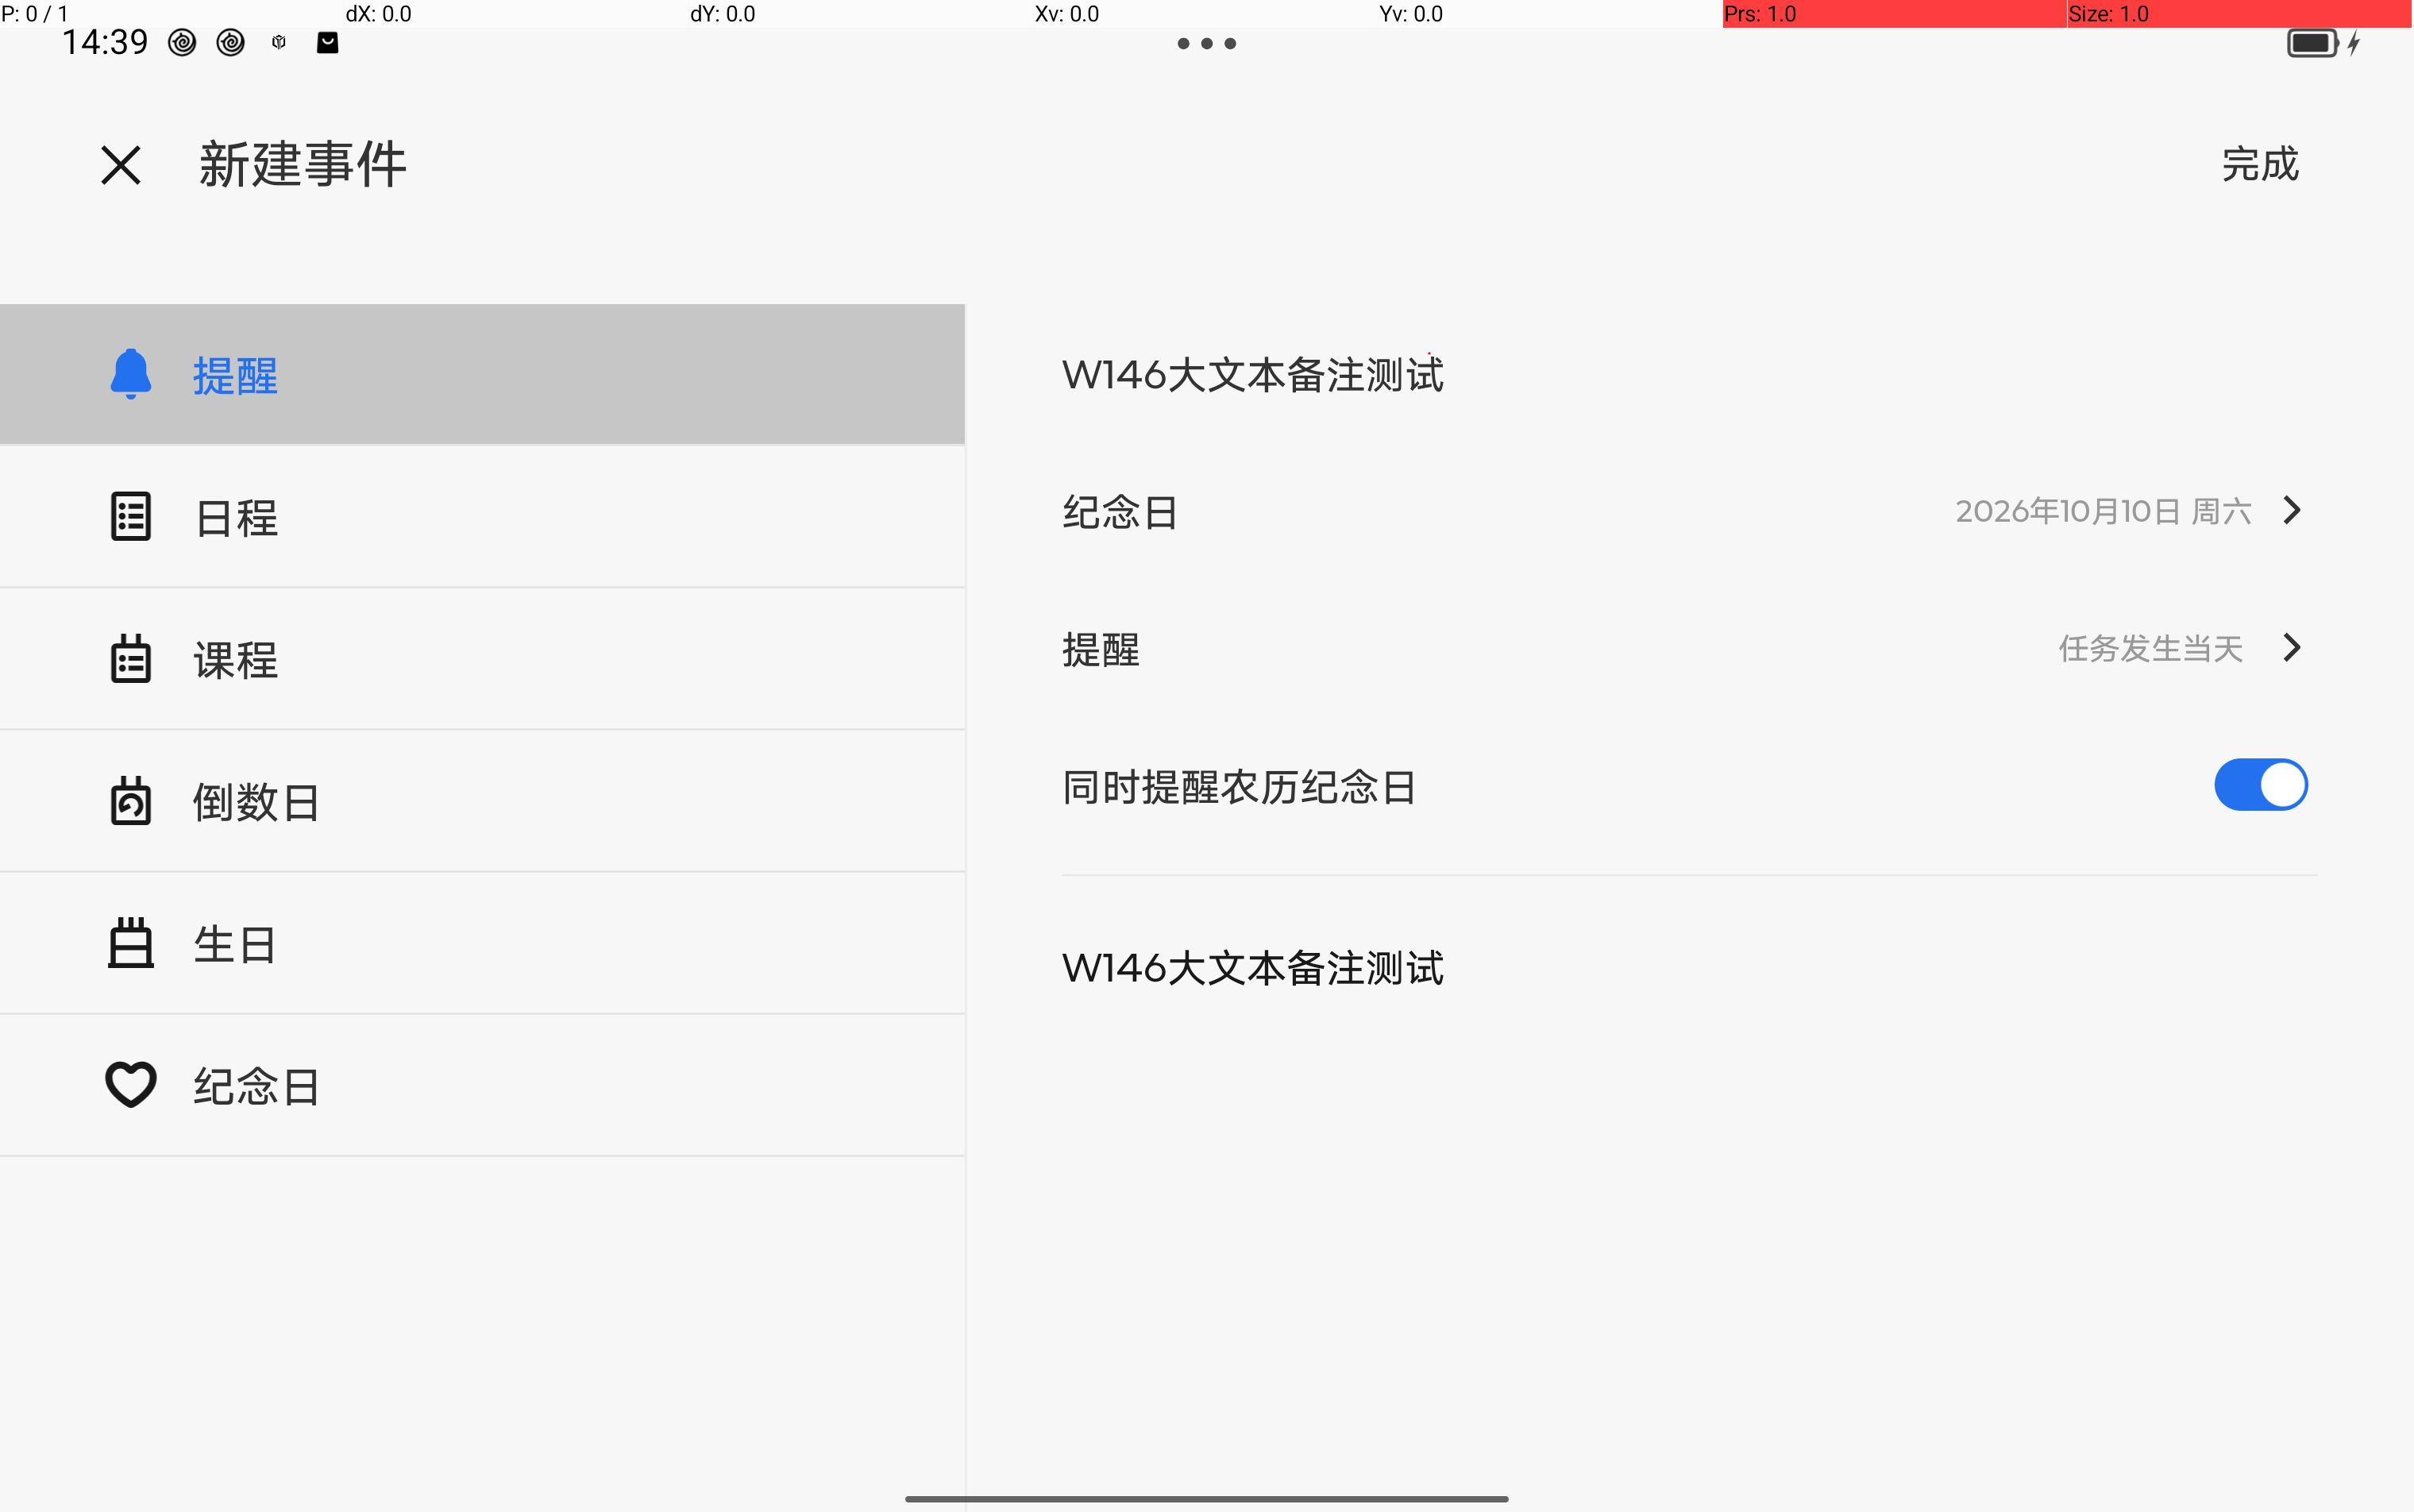 P: 0 / 1 dX: 0.0 dY: 0.0 Xv: 0.0 Yv: 0.0 Prs: 1.0 Size: 1.0
14:39
新建事件 完成
提醒
日程
课程
倒数日
生日
纪念日
W146大文本备注测试
纪念日 2026年10月10日 周六
提醒 任务发生当天
同时提醒农历纪念日
W146大文本备注测试